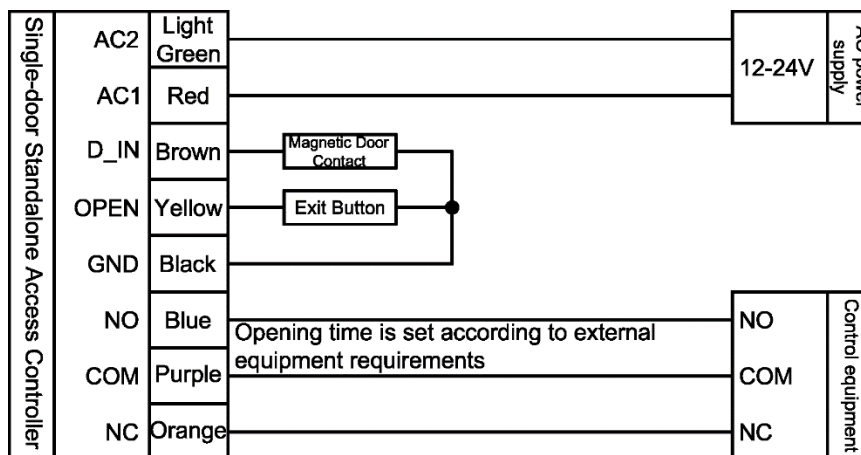 Single-door Standalone Access Controller
AC2
Light
Green
12-24V
supply
AC1
Red
D_IN
Brown
Magnetic Door
Contact
OPEN
Yellow
Exit Button
GND
Black
NO
Blue
NO
Control equipment
Opening time is set according to external
equipment requirements
COM
Purple
COM
NC
Orange
NC